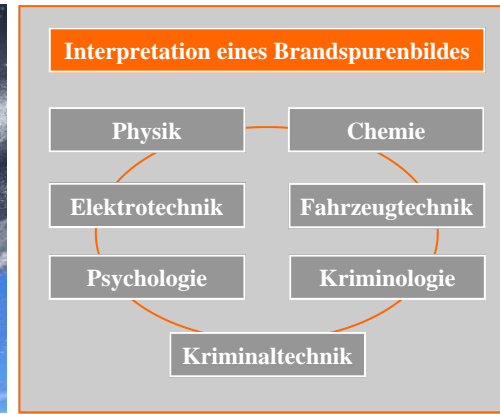 Interpretation eines Brandspurenbildes
Physik
Chemie
Elektrotechnik
Fahrzeugtechnik
Psychologie
Kriminologie
Kriminaltechnik